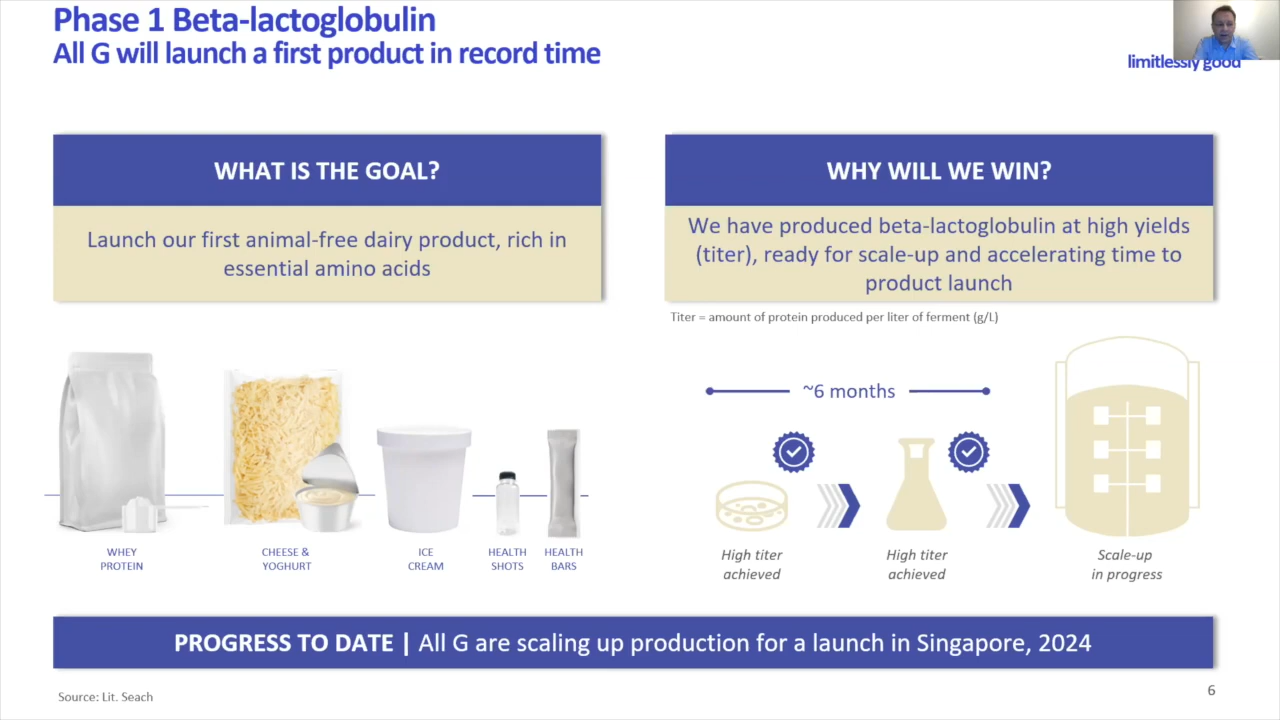 Phase 1 Beta-lactoglobulin
All G will launch a first product in record time
limitlessly good
WHAT IS THE GOAL?
Launch our first animal-free dairy product, rich in
essential amino acids
WHY WILL WE WIN?
We have produced beta-lactoglobulin at high yields
(titer), ready for scale-up and accelerating time to
product launch
Titer = amount of protein produced per liter of ferment (g/L)
~6 months
WHEY
PROTEIN
CHEESE &
YOGHURT
ICE
CREAM
HEALTH
SHOTS
HEALTH
BARS
High titer
achieved
High titer
achieved
Scale-up
in progress
PROGRESS TO DATE | All G are scaling up production for a launch in Singapore, 2024
Source: Lit. Seach
6